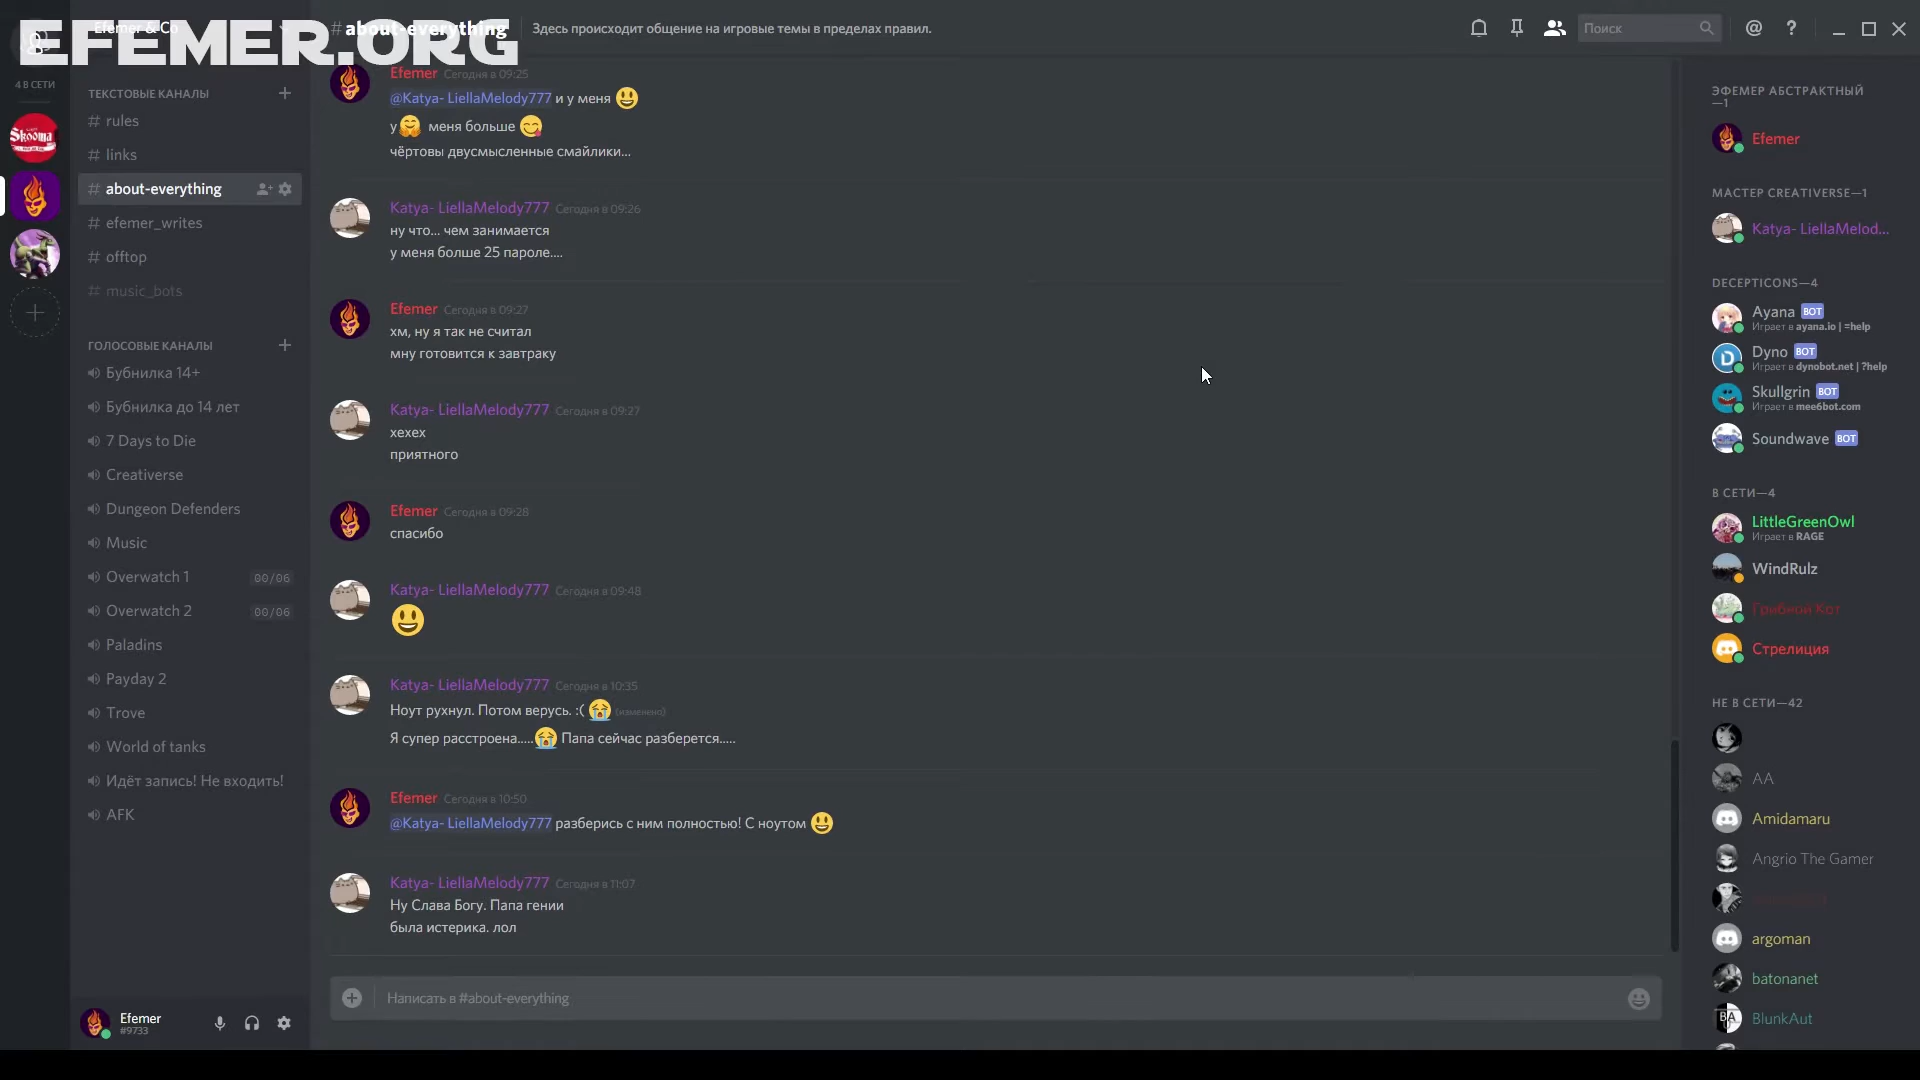 EFEMER.ORG
Efemer & Co
# about-everything
Здесь происходит общение на игровые темы в пределах правил.
Поиск
4 В СЕТИ
Skooma
ТЕКСТОВЫЕ КАНАЛЫ
# rules
# links
# about-everything
# efemer_writes
# offtop
# music_bots
ГОЛОСОВЫЕ КАНАЛЫ
Бубнилка 14+
Бубнилка до 14 лет
7 Days to Die
Creativerse
Dungeon Defenders
Music
Overwatch 1 00/06
Overwatch 2 00/06
Paladins
Payday 2
Trove
World of tanks
Идёт запись! Не входить!
AFK
Efemer
#9733
Efemer Сегодня в 09:25
@Katya- LiellaMelody777 и у меня 😃
у🤗 меня больше 😋
чёртовы двусмысленные смайлики...
Katya- LiellaMelody777 Сегодня в 09:26
ну что... чем занимается
у меня болше 25 пароле....
Efemer Сегодня в 09:27
хм, ну я так не считал
мну готовится к завтраку
Katya- LiellaMelody777 Сегодня в 09:27
хехех
приятного
Efemer Сегодня в 09:28
спасибо
Katya- LiellaMelody777 Сегодня в 09:48
😃
Katya- LiellaMelody777 Сегодня в 10:35
Ноут рухнул. Потом верусь. :( 😭 (изменено)
Я супер расстроена.....😭 Папа сейчас разберется.....
Efemer Сегодня в 10:50
@Katya- LiellaMelody777 разберись с ним полностью! С ноутом 😃
Katya- LiellaMelody777 Сегодня в 11:07
Ну Слава Богу. Папа гении
была истерика. лол
Написать в #about-everything
ЭФЕМЕР АБСТРАКТНЫЙ
—1
Efemer
МАСТЕР CREATIVERSE—1
Katya- LiellaMelod...
DECEPTICONS—4
Ayana BOT
Играет в ayana.io | =help
Dyno BOT
Играет в dynobot.net | ?help
Skullgrin BOT
Играет в mee6bot.com
Soundwave BOT
В СЕТИ—4
LittleGreenOwl
Играет в RAGE
WindRulz
Грибной Кот
Стрелиция
НЕ В СЕТИ—42
AA
Amidamaru
Angrio The Gamer
argoman
batonanet
BlunkAut